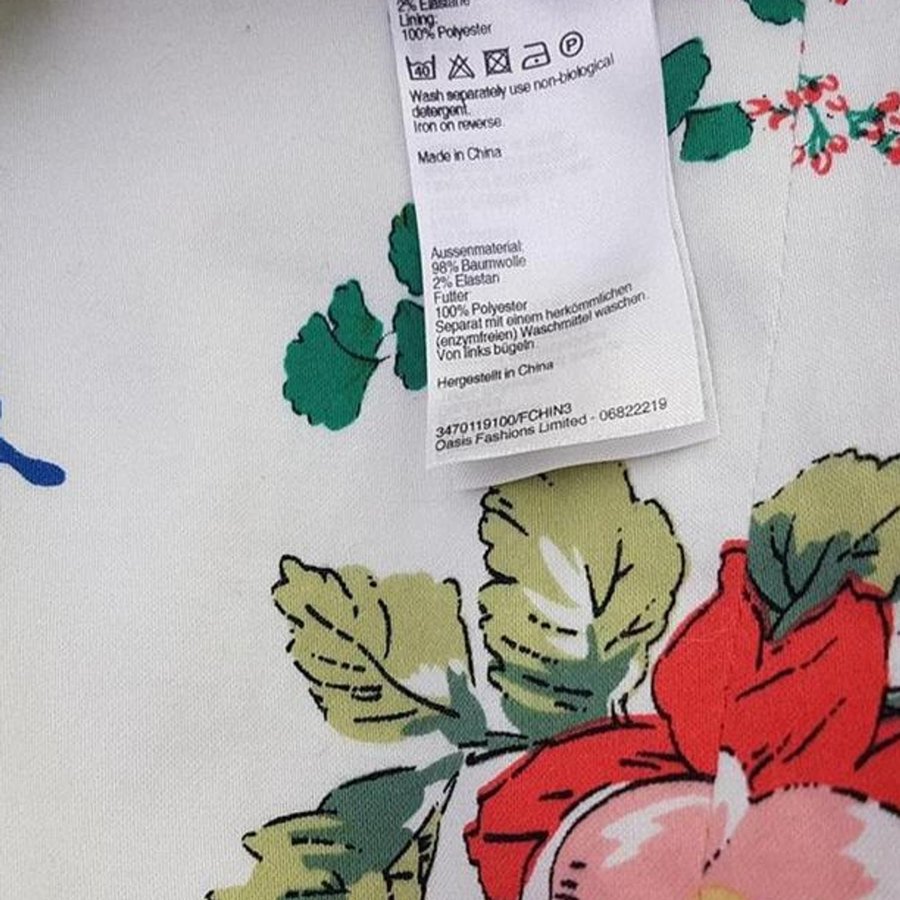 2% Elastane
Lining:
100% Polyester
40 P
Wash separately use non-biological
detergent.
Iron on reverse.
Made in China
Aussenmaterial:
98% Baumwolle
2% Elastan
Futter
100% Polyester
Separat mit einem herkömmlichen
(enzymfreien) Waschmittel waschen.
Von links bügeln
Hergestellt in China
3470119100/FCHIN3
Oasis Fashions Limited - 06822219